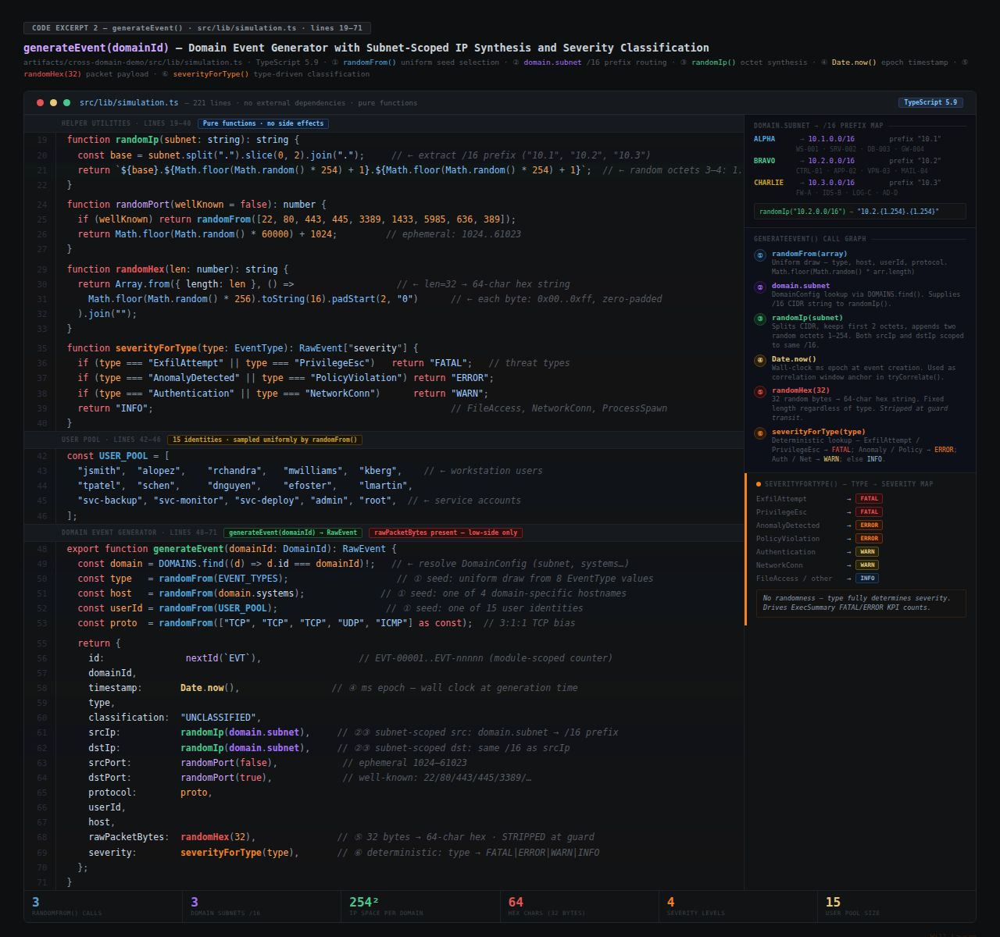 CODE EXCERPT 2 — generateEvent() · src/lib/simulation.ts · lines 19–71
generateEvent(domainId) — Domain Event Generator with Subnet-Scoped IP Synthesis and Severity Classification
artifacts/cross-domain-demo/src/lib/simulation.ts · TypeScript 5.9 · ① randomFrom() uniform seed selection · ② domain.subnet /16 prefix routing · ③ randomIp() octet synthesis · ④ Date.now() epoch timestamp · ⑤
randomHex(32) packet payload · ⑥ severityForType() type-driven classification
src/lib/simulation.ts — 221 lines · no external dependencies · pure functions
TypeScript 5.9
HELPER UTILITIES · LINES 19–40 Pure functions · no side effects
19 function randomIp(subnet: string): string {
20 const base = subnet.split(".").slice(0, 2).join("."); // ← extract /16 prefix ("10.1", "10.2", "10.3")
21 return `${base}.${Math.floor(Math.random() * 254) + 1}.${Math.floor(Math.random() * 254) + 1}`; // ← random octets 3–4: 1.
22 }
24 function randomPort(wellKnown = false): number {
25 if (wellKnown) return randomFrom([22, 80, 443, 445, 3389, 1433, 5985, 636, 389]);
26 return Math.floor(Math.random() * 60000) + 1024; // ephemeral: 1024..61023
27 }
29 function randomHex(len: number): string {
30 return Array.from({ length: len }, () => // ← len=32 → 64-char hex string
31 Math.floor(Math.random() * 256).toString(16).padStart(2, "0") // ← each byte: 0x00..0xff, zero-padded
32 ).join("");
33 }
35 function severityForType(type: EventType): RawEvent["severity"] {
36 if (type === "ExfilAttempt" || type === "PrivilegeEsc") return "FATAL"; // threat types
37 if (type === "AnomalyDetected" || type === "PolicyViolation") return "ERROR";
38 if (type === "Authentication" || type === "NetworkConn") return "WARN";
39 return "INFO"; // FileAccess, NetworkConn, ProcessSpawn
40 }
USER POOL · LINES 42–46 15 identities · sampled uniformly by randomFrom()
42 const USER_POOL = [
43 "jsmith", "alopez", "rchandra", "mwilliams", "kberg", // ← workstation users
44 "tpatel", "schen", "dnguyen", "efoster", "lmartin",
45 "svc-backup", "svc-monitor", "svc-deploy", "admin", "root", // ← service accounts
46 ];
DOMAIN EVENT GENERATOR · LINES 48–71 generateEvent(domainId) → RawEvent rawPacketBytes present — low-side only
48 export function generateEvent(domainId: DomainId): RawEvent {
49 const domain = DOMAINS.find((d) => d.id === domainId)!; // ← resolve DomainConfig (subnet, systems…)
50 const type = randomFrom(EVENT_TYPES); // ① seed: uniform draw from 8 EventType values
51 const host = randomFrom(domain.systems); // ① seed: one of 4 domain-specific hostnames
52 const userId = randomFrom(USER_POOL); // ① seed: one of 15 user identities
53 const proto = randomFrom(["TCP", "TCP", "TCP", "UDP", "ICMP"] as const); // 3:1:1 TCP bias
55 return {
56 id: nextId(`EVT`), // EVT-00001..EVT-nnnnn (module-scoped counter)
57 domainId,
58 timestamp: Date.now(), // ④ ms epoch — wall clock at generation time
59 type,
60 classification: "UNCLASSIFIED",
61 srcIp: randomIp(domain.subnet), // ②③ subnet-scoped src: domain.subnet → /16 prefix
62 dstIp: randomIp(domain.subnet), // ②③ subnet-scoped dst: same /16 as srcIp
63 srcPort: randomPort(false), // ephemeral 1024–61023
64 dstPort: randomPort(true), // well-known: 22/80/443/445/3389/…
65 protocol: proto,
66 userId,
67 host,
68 rawPacketBytes: randomHex(32), // ⑤ 32 bytes → 64-char hex · STRIPPED at guard
69 severity: severityForType(type), // ⑥ deterministic: type → FATAL|ERROR|WARN|INFO
70 };
71 }
DOMAIN.SUBNET → /16 PREFIX MAP
ALPHA → 10.1.0.0/16 prefix "10.1"
WS-001 · SRV-002 · DB-003 · GW-004
BRAVO → 10.2.0.0/16 prefix "10.2"
CTRL-01 · APP-02 · VPN-03 · MAIL-04
CHARLIE → 10.3.0.0/16 prefix "10.3"
FW-A · IDS-B · LOG-C · AD-D
randomIp("10.2.0.0/16") → "10.2.{1…254}.{1…254}"
GENERATEEVENT() CALL GRAPH
① randomFrom(array)
Uniform draw — type, host, userId, protocol.
Math.floor(Math.random() * arr.length)
② domain.subnet
DomainConfig lookup via DOMAINS.find(). Supplies
/16 CIDR string to randomIp().
③ randomIp(subnet)
Splits CIDR, keeps first 2 octets, appends two
random octets 1–254. Both srcIp and dstIp scoped
to same /16.
④ Date.now()
Wall-clock ms epoch at event creation. Used as
correlation window anchor in tryCorrelate().
⑤ randomHex(32)
32 random bytes → 64-char hex string. Fixed
length regardless of type. Stripped at guard
transit.
⑥ severityForType(type)
Deterministic lookup — ExfilAttempt /
PrivilegeEsc → FATAL; Anomaly / Policy → ERROR;
Auth / Net → WARN; else INFO.
SEVERITYFORTYPE() — TYPE → SEVERITY MAP
ExfilAttempt → FATAL
PrivilegeEsc → FATAL
AnomalyDetected → ERROR
PolicyViolation → ERROR
Authentication → WARN
NetworkConn → WARN
FileAccess / other → INFO
No randomness — type fully determines severity.
Drives ExecSummary FATAL/ERROR KPI counts.
3
RANDOMFROM() CALLS
3
DOMAIN SUBNETS /16
254²
IP SPACE PER DOMAIN
64
HEX CHARS (32 BYTES)
4
SEVERITY LEVELS
15
USER POOL SIZE